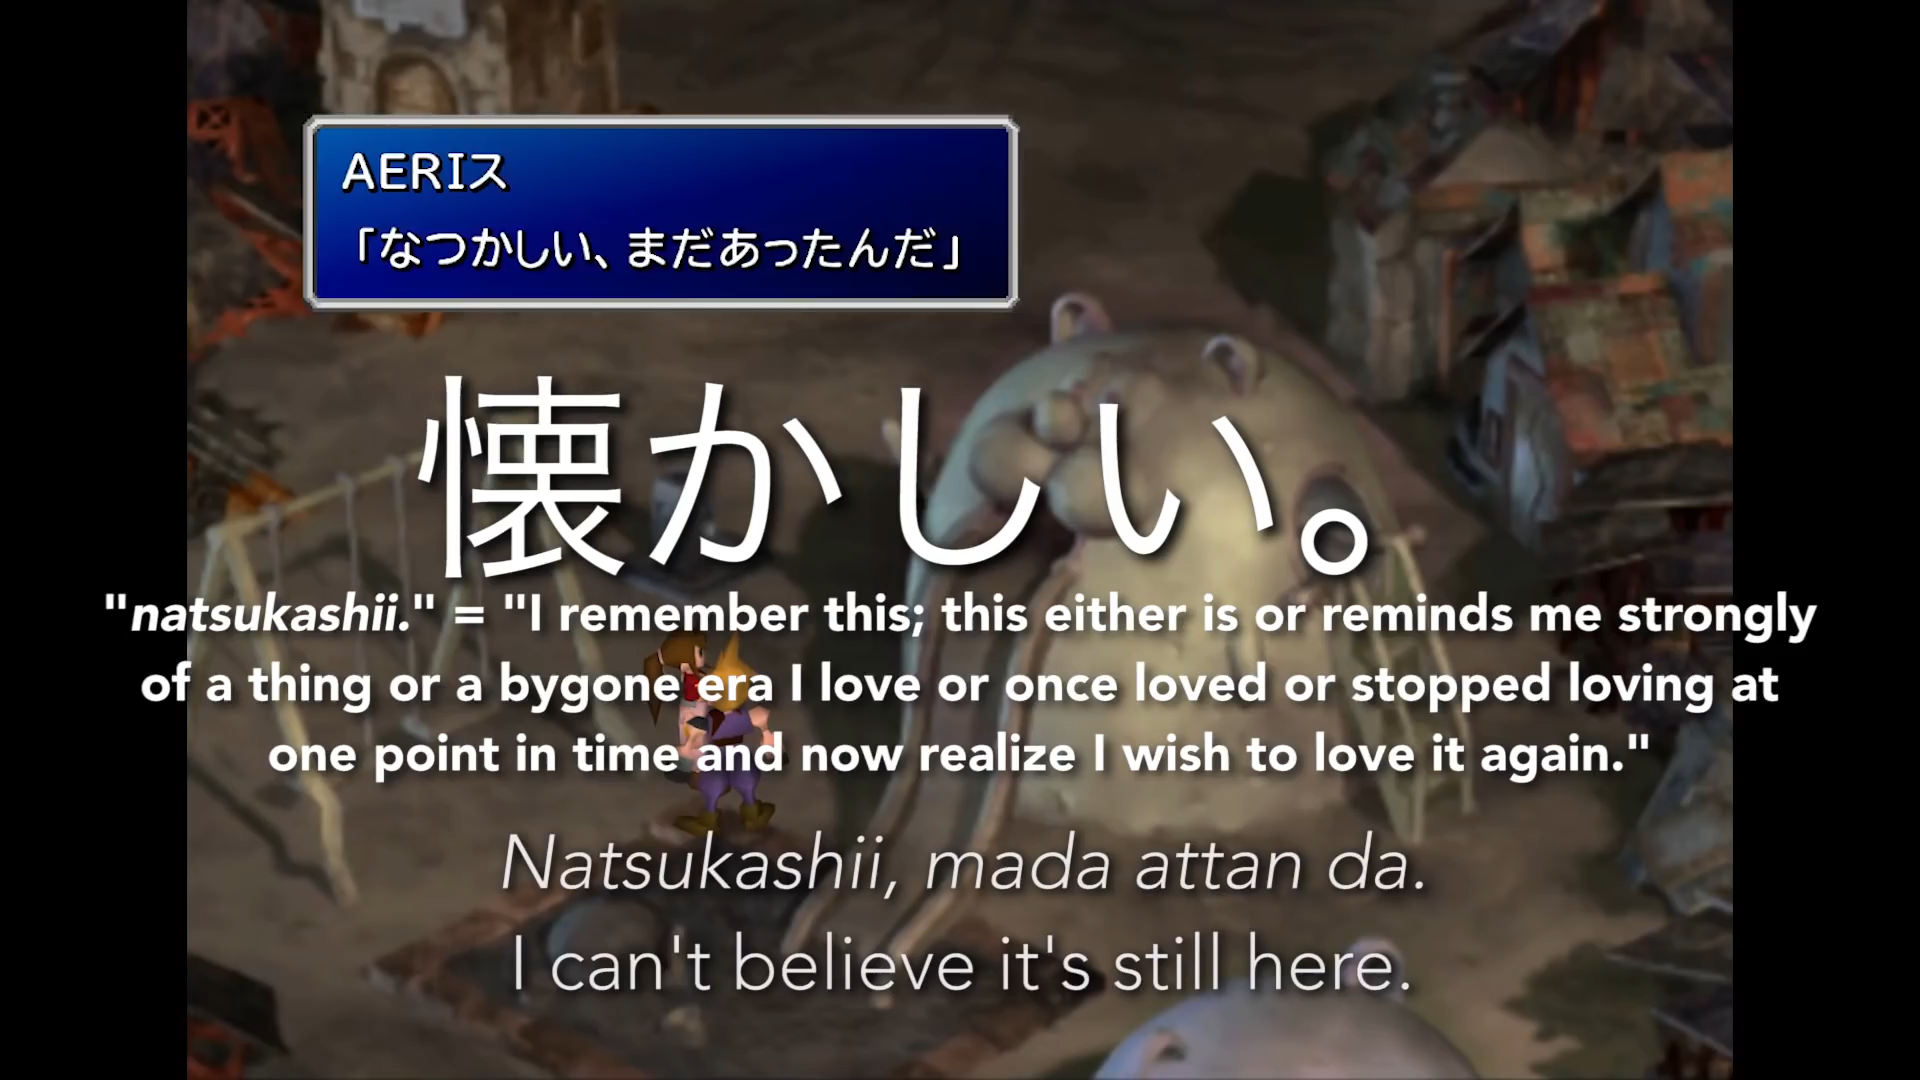 AERIス
「なつかしい、まだあったんだ」
懐かしい。
"natsukashii." = "I remember this; this either is or reminds me strongly
of a thing or a bygone era I love or once loved or stopped loving at
one point in time and now realize I wish to love it again."
Natsukashii, mada attan da.
I can't believe it's still here.